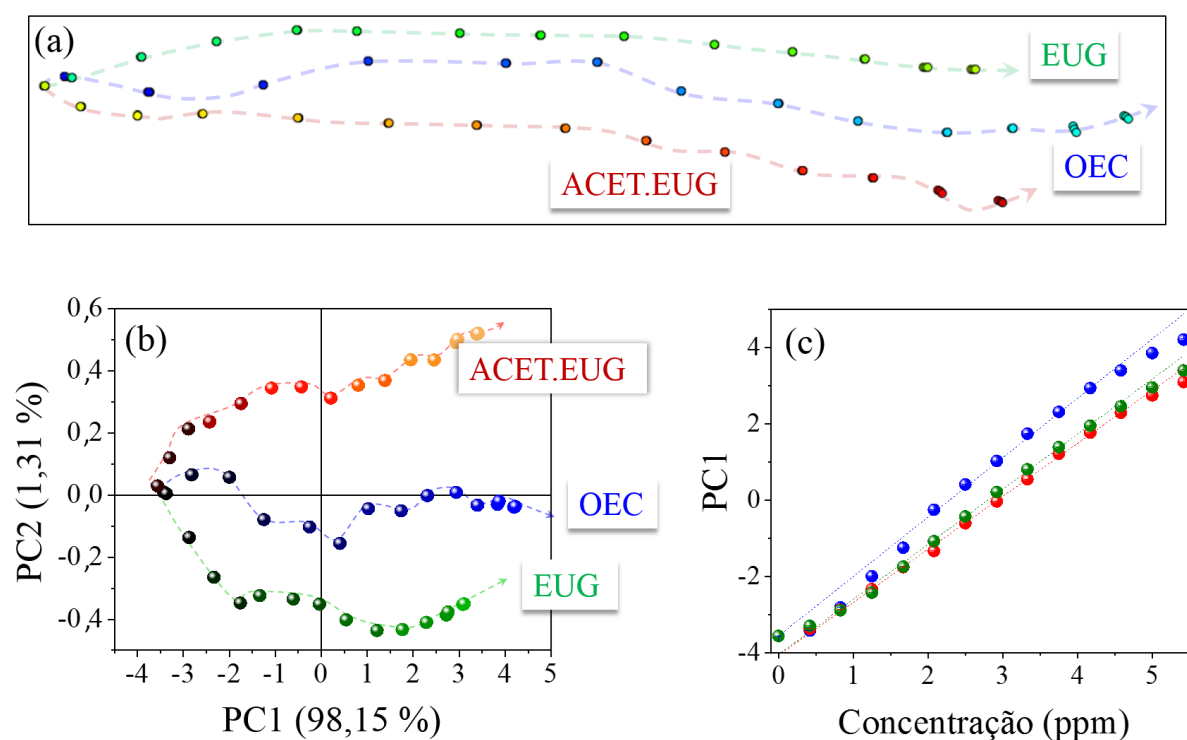 (a)
EUG
OEC
ACET.EUG
(b)
PC2 (1,31 %)
0,6
0,4
0,2
0,0
-0,2
-0,4
ACET.EUG
OEC
EUG
-4 -3 -2 -1 0 1 2 3 4 5
PC1 (98,15 %)
(c)
PC1
4
2
0
-2
-4
0 1 2 3 4 5
Concentração (ppm)